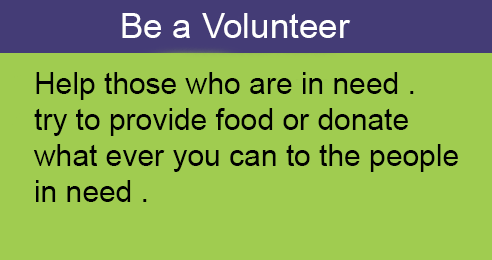 Be a Volunteer
Help those who are in need .
try to provide food or donate
what ever you can to the people
in need .